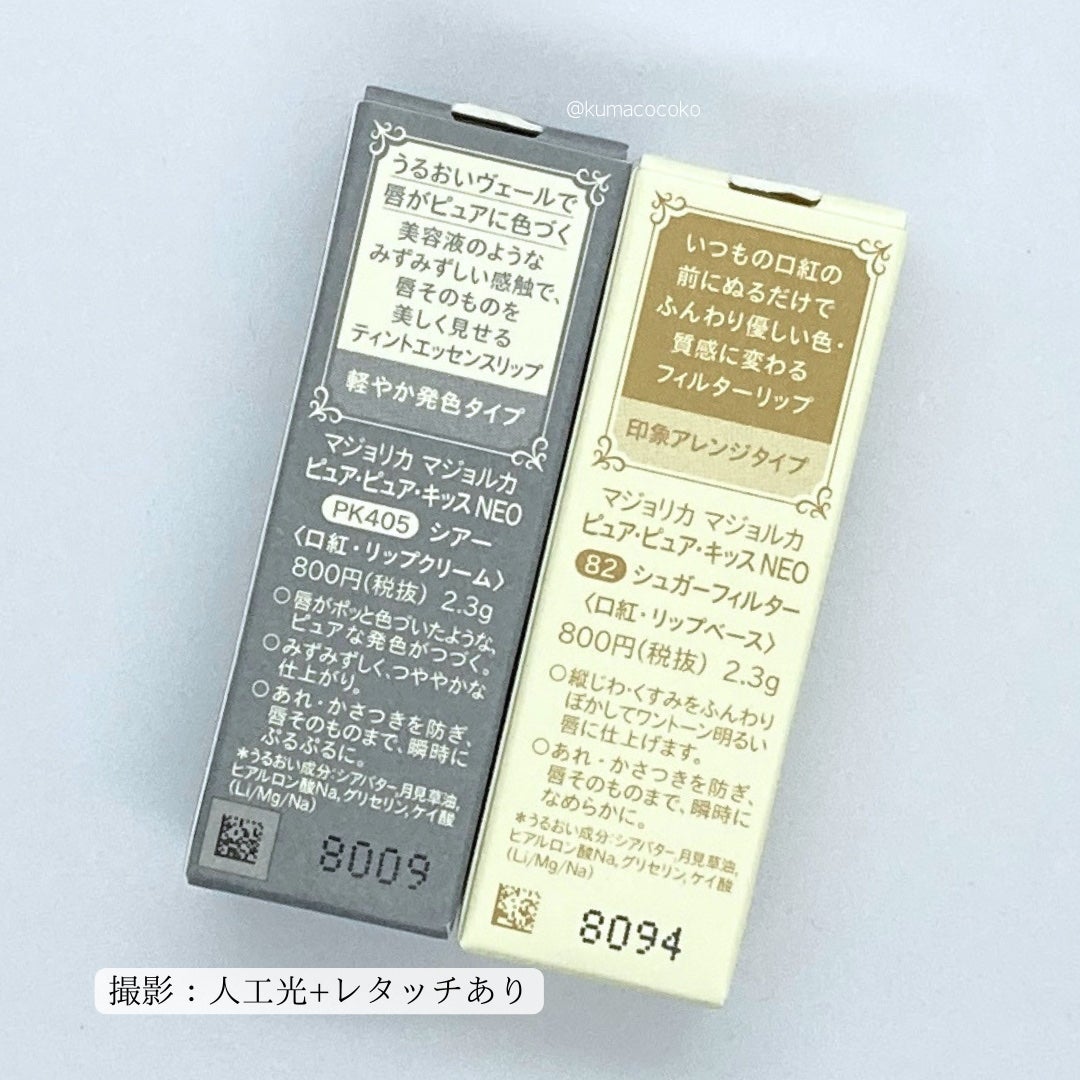 @kumacocoko
うるおいヴェールで
唇がピュアに色づく
美容液のような
みずみずしい感触で、
唇そのものを
美しく見せる
ティントエッセンスリップ
軽やか発色タイプ
マジョリカ マジョルカ
ピュア・ピュア・キッス NEO
PK405 シアー
〈口紅・リップクリーム〉
800円(税抜) 2.3g
○唇がポッと色づいたような、
ピュアな発色がつづく。
○みずみずしく、つややかな
仕上がり。
○あれ・かさつきを防ぎ、
唇そのものまで、瞬時に
ぷるぷるに。
*うるおい成分:シアバター,月見草油,
ヒアルロン酸Na,グリセリン,ケイ酸
(Li/Mg/Na)
8009
いつもの口紅の
前にぬるだけで
ふんわり優しい色・
質感に変わる
フィルターリップ
印象アレンジタイプ
マジョリカ マジョルカ
ピュア・ピュア・キッス NEO
82 シュガーフィルター
〈口紅・リップベース〉
800円(税抜) 2.3g
○縦じわ・くすみをふんわり
ぼかしてワントーン明るい
唇に仕上げます。
○あれ・かさつきを防ぎ、
唇そのものまで、瞬時に
なめらかに。
*うるおい成分:シアバター,月見草油,
ヒアルロン酸Na,グリセリン,ケイ酸
(Li/Mg/Na)
8094
撮影：人工光+レタッチあり